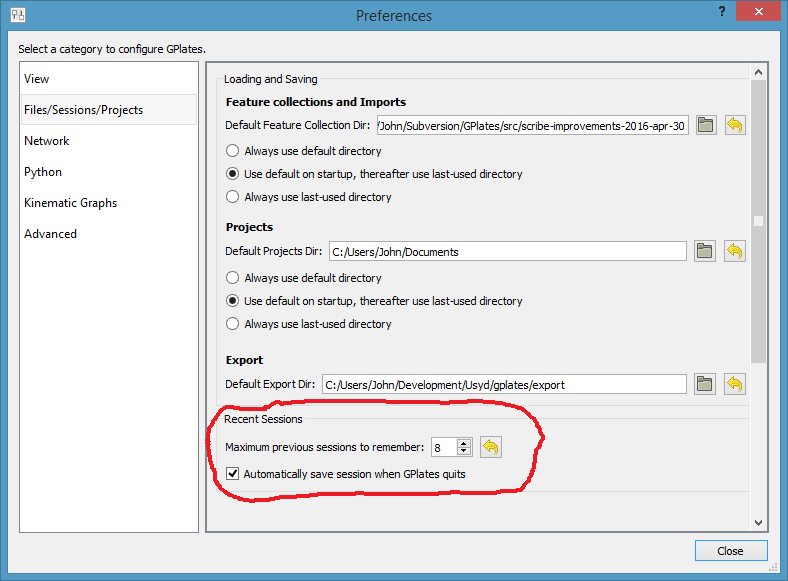 Preferences
?
Select a category to configure GPlates.
View
Files/Sessions/Projects
Network
Python
Kinematic Graphs
Advanced
Loading and Saving
Feature collections and Imports
Default Feature Collection Dir: /John/Subversion/GPlates/src/scribe-improvements-2016-apr-30
Always use default directory
Use default on startup, thereafter use last-used directory
Always use last-used directory
Projects
Default Projects Dir: C:/Users/John/Documents
Always use default directory
Use default on startup, thereafter use last-used directory
Always use last-used directory
Export
Default Export Dir: C:/Users/John/Development/Usyd/gplates/export
Recent Sessions
Maximum previous sessions to remember: 8
Automatically save session when GPlates quits
Close